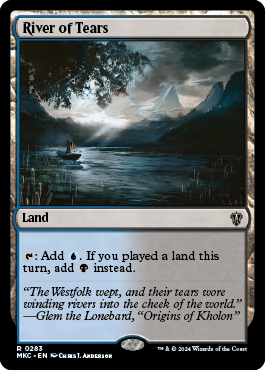 River of Tears
Land
: Add . If you played a land this
turn, add instead.
"The Westfolk wept, and their tears wore
winding rivers into the cheek of the world."
—Glem the Lonebard, "Origins of Kholon"
R 0283
MKC • EN Chris J. Anderson
™ & © 2024 Wizards of the Coast